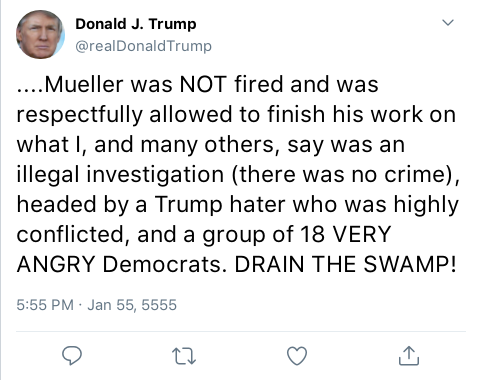 Donald J. Trump
@realDonaldTrump
....Mueller was NOT fired and was
respectfully allowed to finish his work on
what I, and many others, say was an
illegal investigation (there was no crime),
headed by a Trump hater who was highly
conflicted, and a group of 18 VERY
ANGRY Democrats. DRAIN THE SWAMP!
5:55 PM · Jan 55, 5555